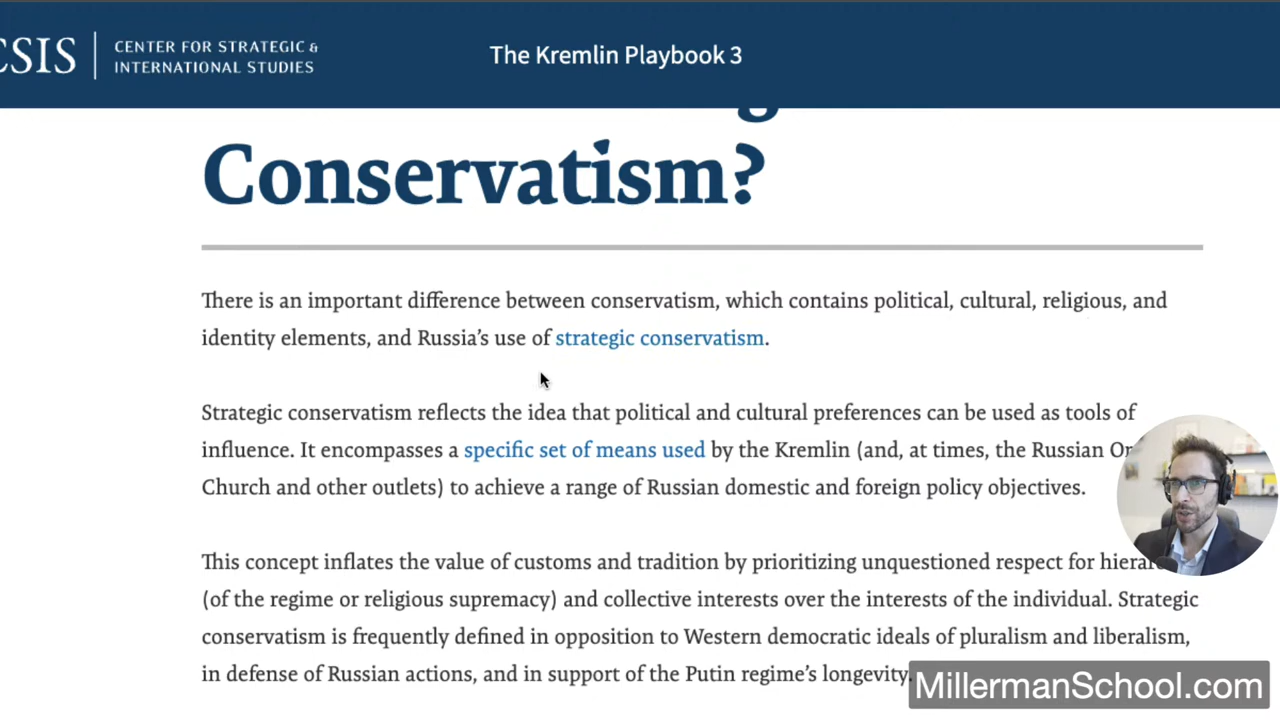 CSIS
CENTER FOR STRATEGIC &
INTERNATIONAL STUDIES
The Kremlin Playbook 3
Conservatism?
There is an important difference between conservatism, which contains political, cultural, religious, and
identity elements, and Russia's use of strategic conservatism.
Strategic conservatism reflects the idea that political and cultural preferences can be used as tools of
influence. It encompasses a specific set of means used by the Kremlin (and, at times, the Russian
Church and other outlets) to achieve a range of Russian domestic and foreign policy objectives.
This concept inflates the value of customs and tradition by prioritizing unquestioned respect for
(of the regime or religious supremacy) and collective interests over the interests of the individual. Strategic
conservatism is frequently defined in opposition to Western democratic ideals of pluralism and liberalism,
in defense of Russian actions, and in support of the Putin regime's longevity.
MillermanSchool.com